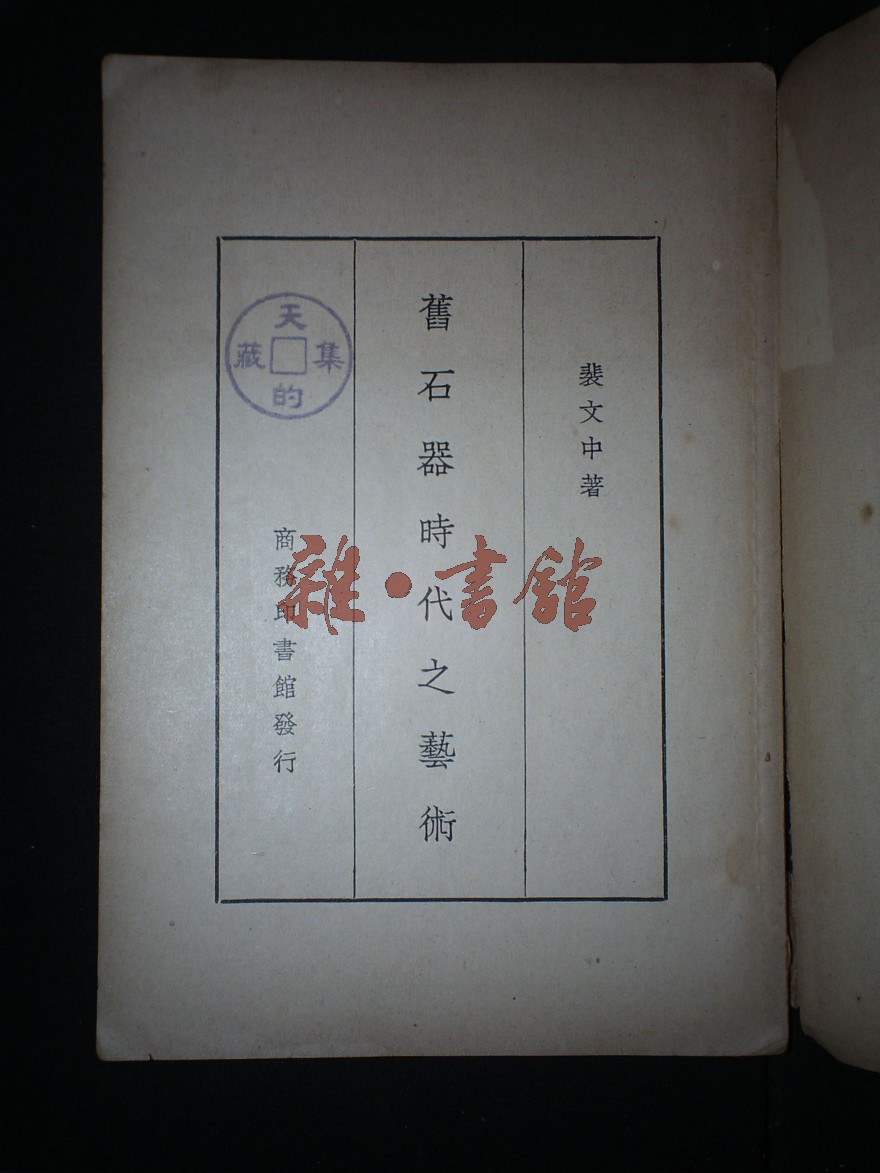 裴文中著
舊石器時代之藝術
商務印書館發行
天的集藏
雜·書館